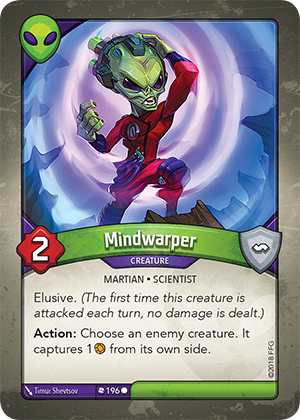 Mindwarper
CREATURE
2
MARTIAN • SCIENTIST
Elusive. (The first time this creature is
attacked each turn, no damage is dealt.)
Action: Choose an enemy creature. It
captures 1 from its own side.
Timur Shevtsov
196
©2018 FFG